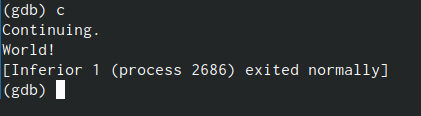 (gdb) c
Continuing.
World!
[Inferior 1 (process 2686) exited normally]
(gdb)